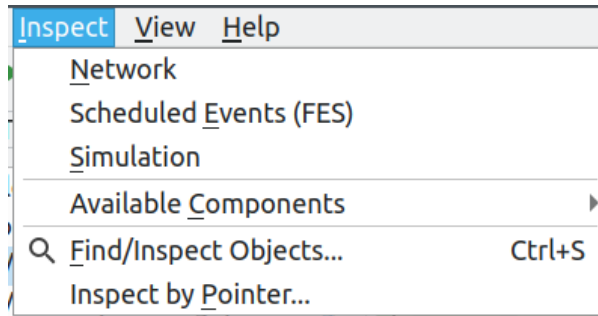 Inspect View Help
Network
Scheduled Events (FES)
Simulation
Available Components
Find/Inspect Objects... Ctrl+S
Inspect by Pointer...